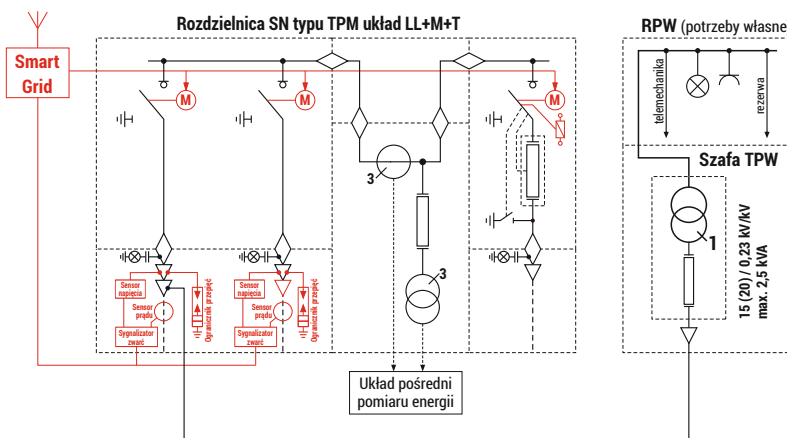 Rozdzielnica SN typu TPM układ LL+M+T
RPW (potrzeby własne
Smart
Grid
M
M
M
telemechanika
rezerwa
Szafa TPW
3
1
15 (20) / 0,23 kV/kV
max. 2,5 kVA
3
Sensor
napięcia
Sensor
prądu
Sygnalizator
zwarć
Ogranicznik przepięć
Sensor
napięcia
Sensor
prądu
Sygnalizator
zwarć
Ogranicznik przepięć
Układ pośredni
pomiaru energii